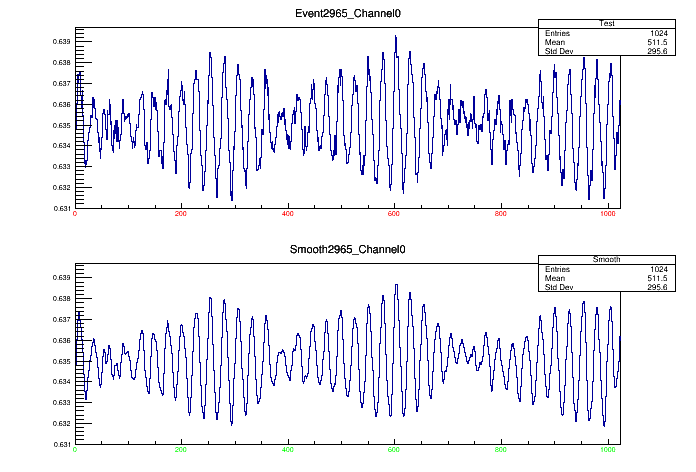 Event2965_Channel0
Test
Entries 1024
Mean 511.5
Std Dev 295.6
0.639
0.638
0.637
0.636
0.635
0.634
0.633
0.632
0.631
0 200 400 600 800 1000
Smooth2965_Channel0
Smooth
Entries 1024
Mean 511.5
Std Dev 295.6
0.639
0.638
0.637
0.636
0.635
0.634
0.633
0.632
0.631
0 200 400 600 800 1000